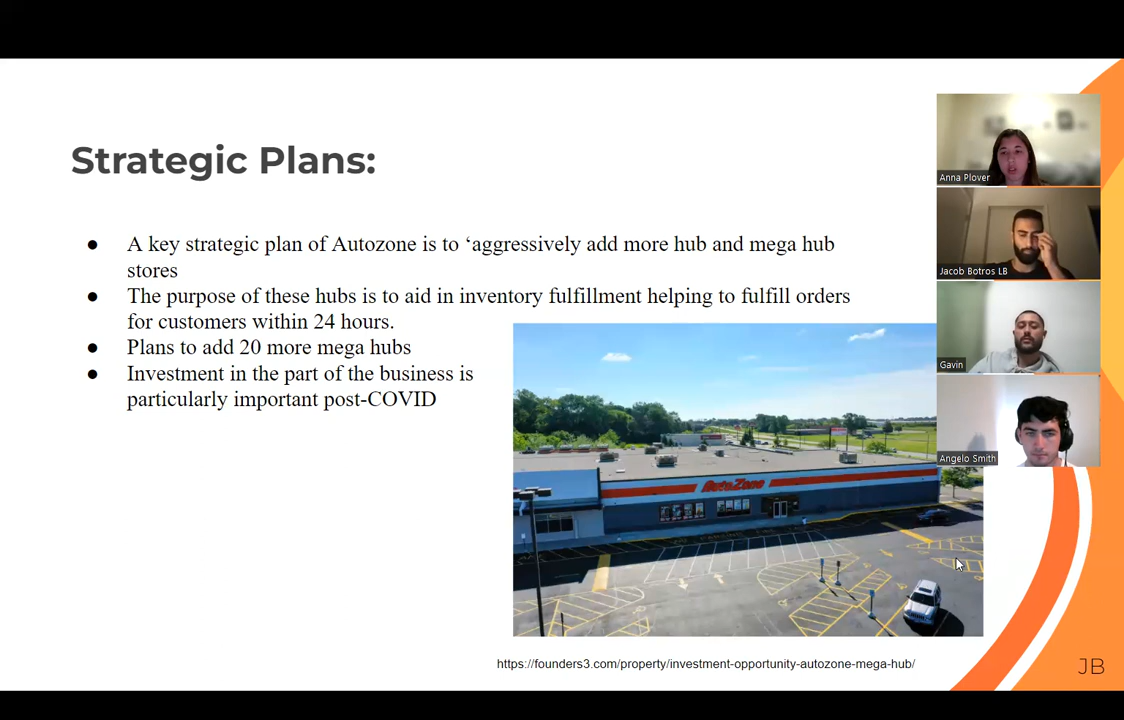 Strategic Plans:
● A key strategic plan of Autozone is to ‘aggressively add more hub and mega hub
stores
● The purpose of these hubs is to aid in inventory fulfillment helping to fulfill orders
for customers within 24 hours.
● Plans to add 20 more mega hubs
● Investment in the part of the business is
particularly important post-COVID
AutoZone
https://founders3.com/property/investment-opportunity-autozone-mega-hub/
JB
Anna Plover
Jacob Botros LB
Gavin
Angelo Smith